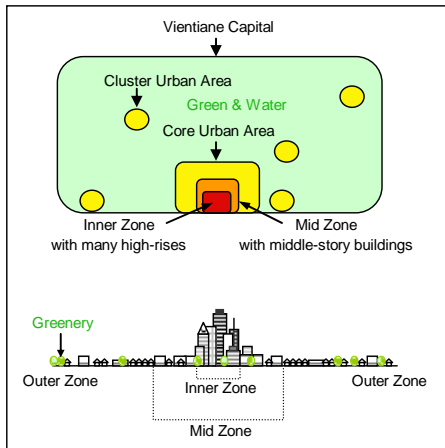 Vientiane Capital
Cluster Urban Area
Green & Water
Core Urban Area
Inner Zone
with many high-rises
Mid Zone
with middle-story buildings
Greenery
Outer Zone
Inner Zone
Outer Zone
Mid Zone